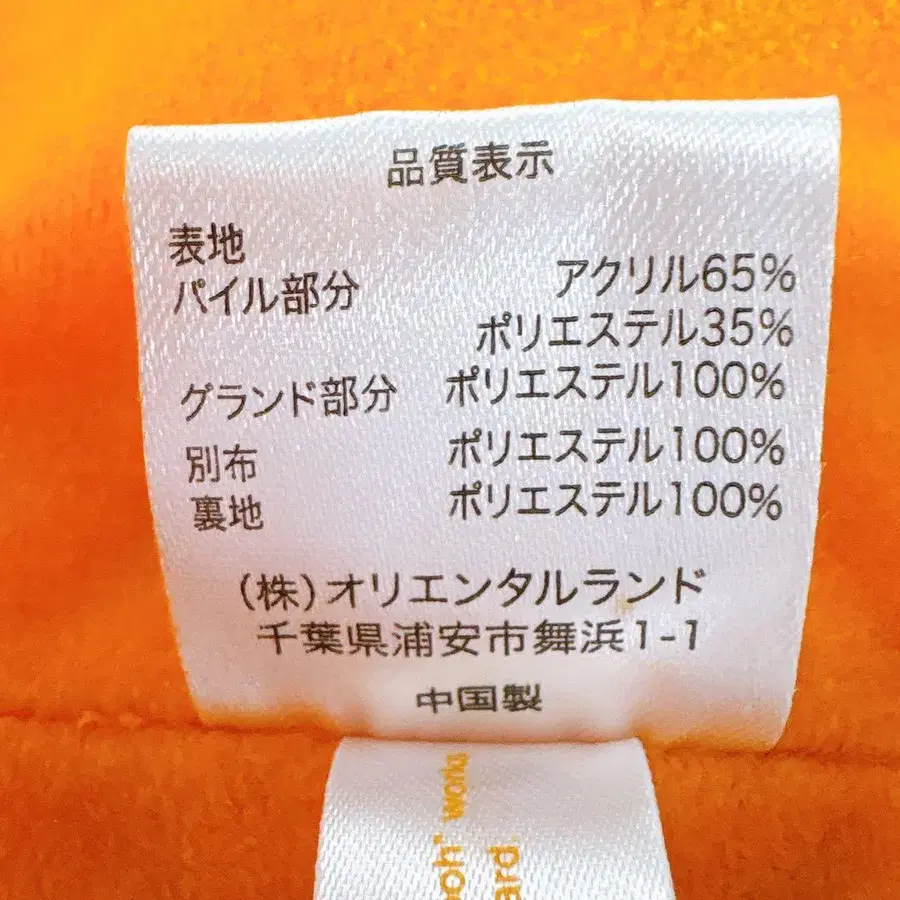 品質表示
表地
パイル部分 アクリル65%
ポリエステル35%
グランド部分 ポリエステル100%
別布 ポリエステル100%
裏地 ポリエステル100%
(株)オリエンタルランド
千葉県浦安市舞浜1-1
中国製
works